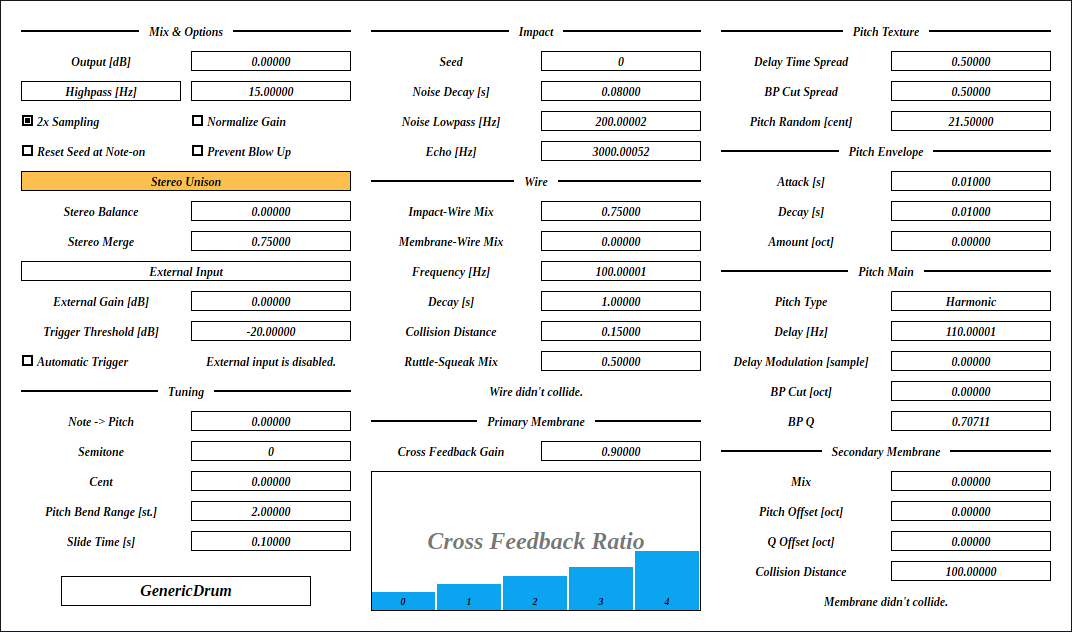 Mix & Options
Output [dB] 0.00000
Highpass [Hz] 15.00000
2x Sampling Normalize Gain
Reset Seed at Note-on Prevent Blow Up
Stereo Unison
Stereo Balance 0.00000
Stereo Merge 0.75000
External Input
External Gain [dB] 0.00000
Trigger Threshold [dB] -20.00000
Automatic Trigger External input is disabled.
Tuning
Note -> Pitch 0.00000
Semitone 0
Cent 0.00000
Pitch Bend Range [st.] 2.00000
Slide Time [s] 0.10000
GenericDrum
Impact
Seed 0
Noise Decay [s] 0.08000
Noise Lowpass [Hz] 200.00002
Echo [Hz] 3000.00052
Wire
Impact-Wire Mix 0.75000
Membrane-Wire Mix 0.00000
Frequency [Hz] 100.00001
Decay [s] 1.00000
Collision Distance 0.15000
Ruttle-Squeak Mix 0.50000
Wire didn't collide.
Primary Membrane
Cross Feedback Gain 0.90000
Cross Feedback Ratio
0 1 2 3 4
Pitch Texture
Delay Time Spread 0.50000
BP Cut Spread 0.50000
Pitch Random [cent] 21.50000
Pitch Envelope
Attack [s] 0.01000
Decay [s] 0.01000
Amount [oct] 0.00000
Pitch Main
Pitch Type Harmonic
Delay [Hz] 110.00001
Delay Modulation [sample] 0.00000
BP Cut [oct] 0.00000
BP Q 0.70711
Secondary Membrane
Mix 0.00000
Pitch Offset [oct] 0.00000
Q Offset [oct] 0.00000
Collision Distance 100.00000
Membrane didn't collide.